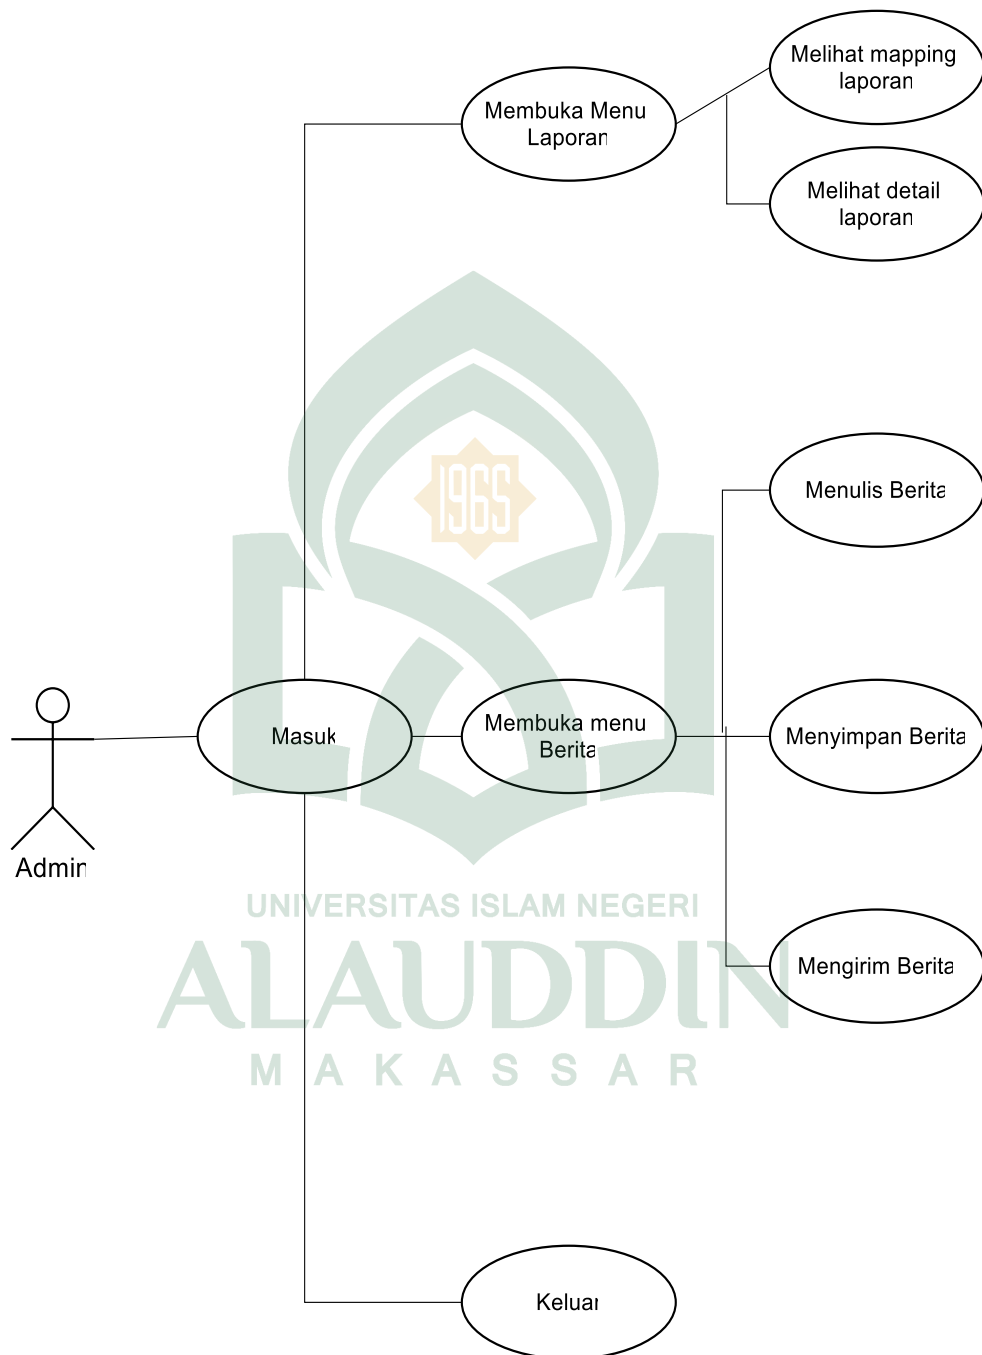 Melihat mapping
laporan
Membuka Menu
Laporan
Melihat detail
laporan
1965
Menulis Berita
Masuk
Membuka menu
Berita
Menyimpan Berita
Admin
UNIVERSITAS ISLAM NEGERI
ALAUDDIN
MAKASSAR
Mengirim Berita
Keluar